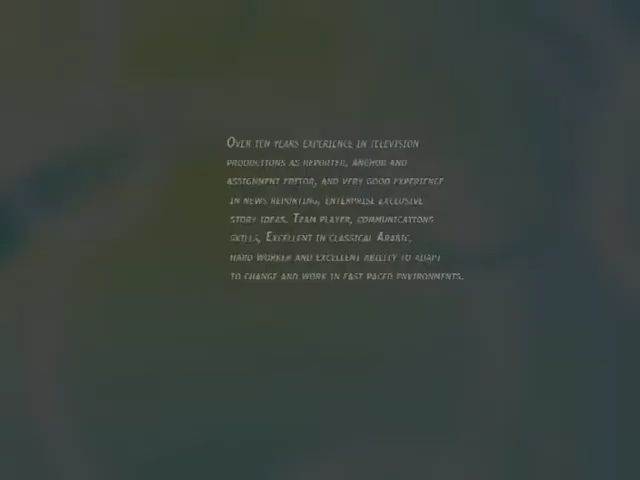 Over ten years experience in television
productions as reporter, anchor and
assignment editor, and very good experience
in news reporting, enterprise exclusive
story ideas. Team player, communications
skills, Excellent in classical Arabic,
hard worker and excellent ability to adapt
to change and work in fast paced environments.